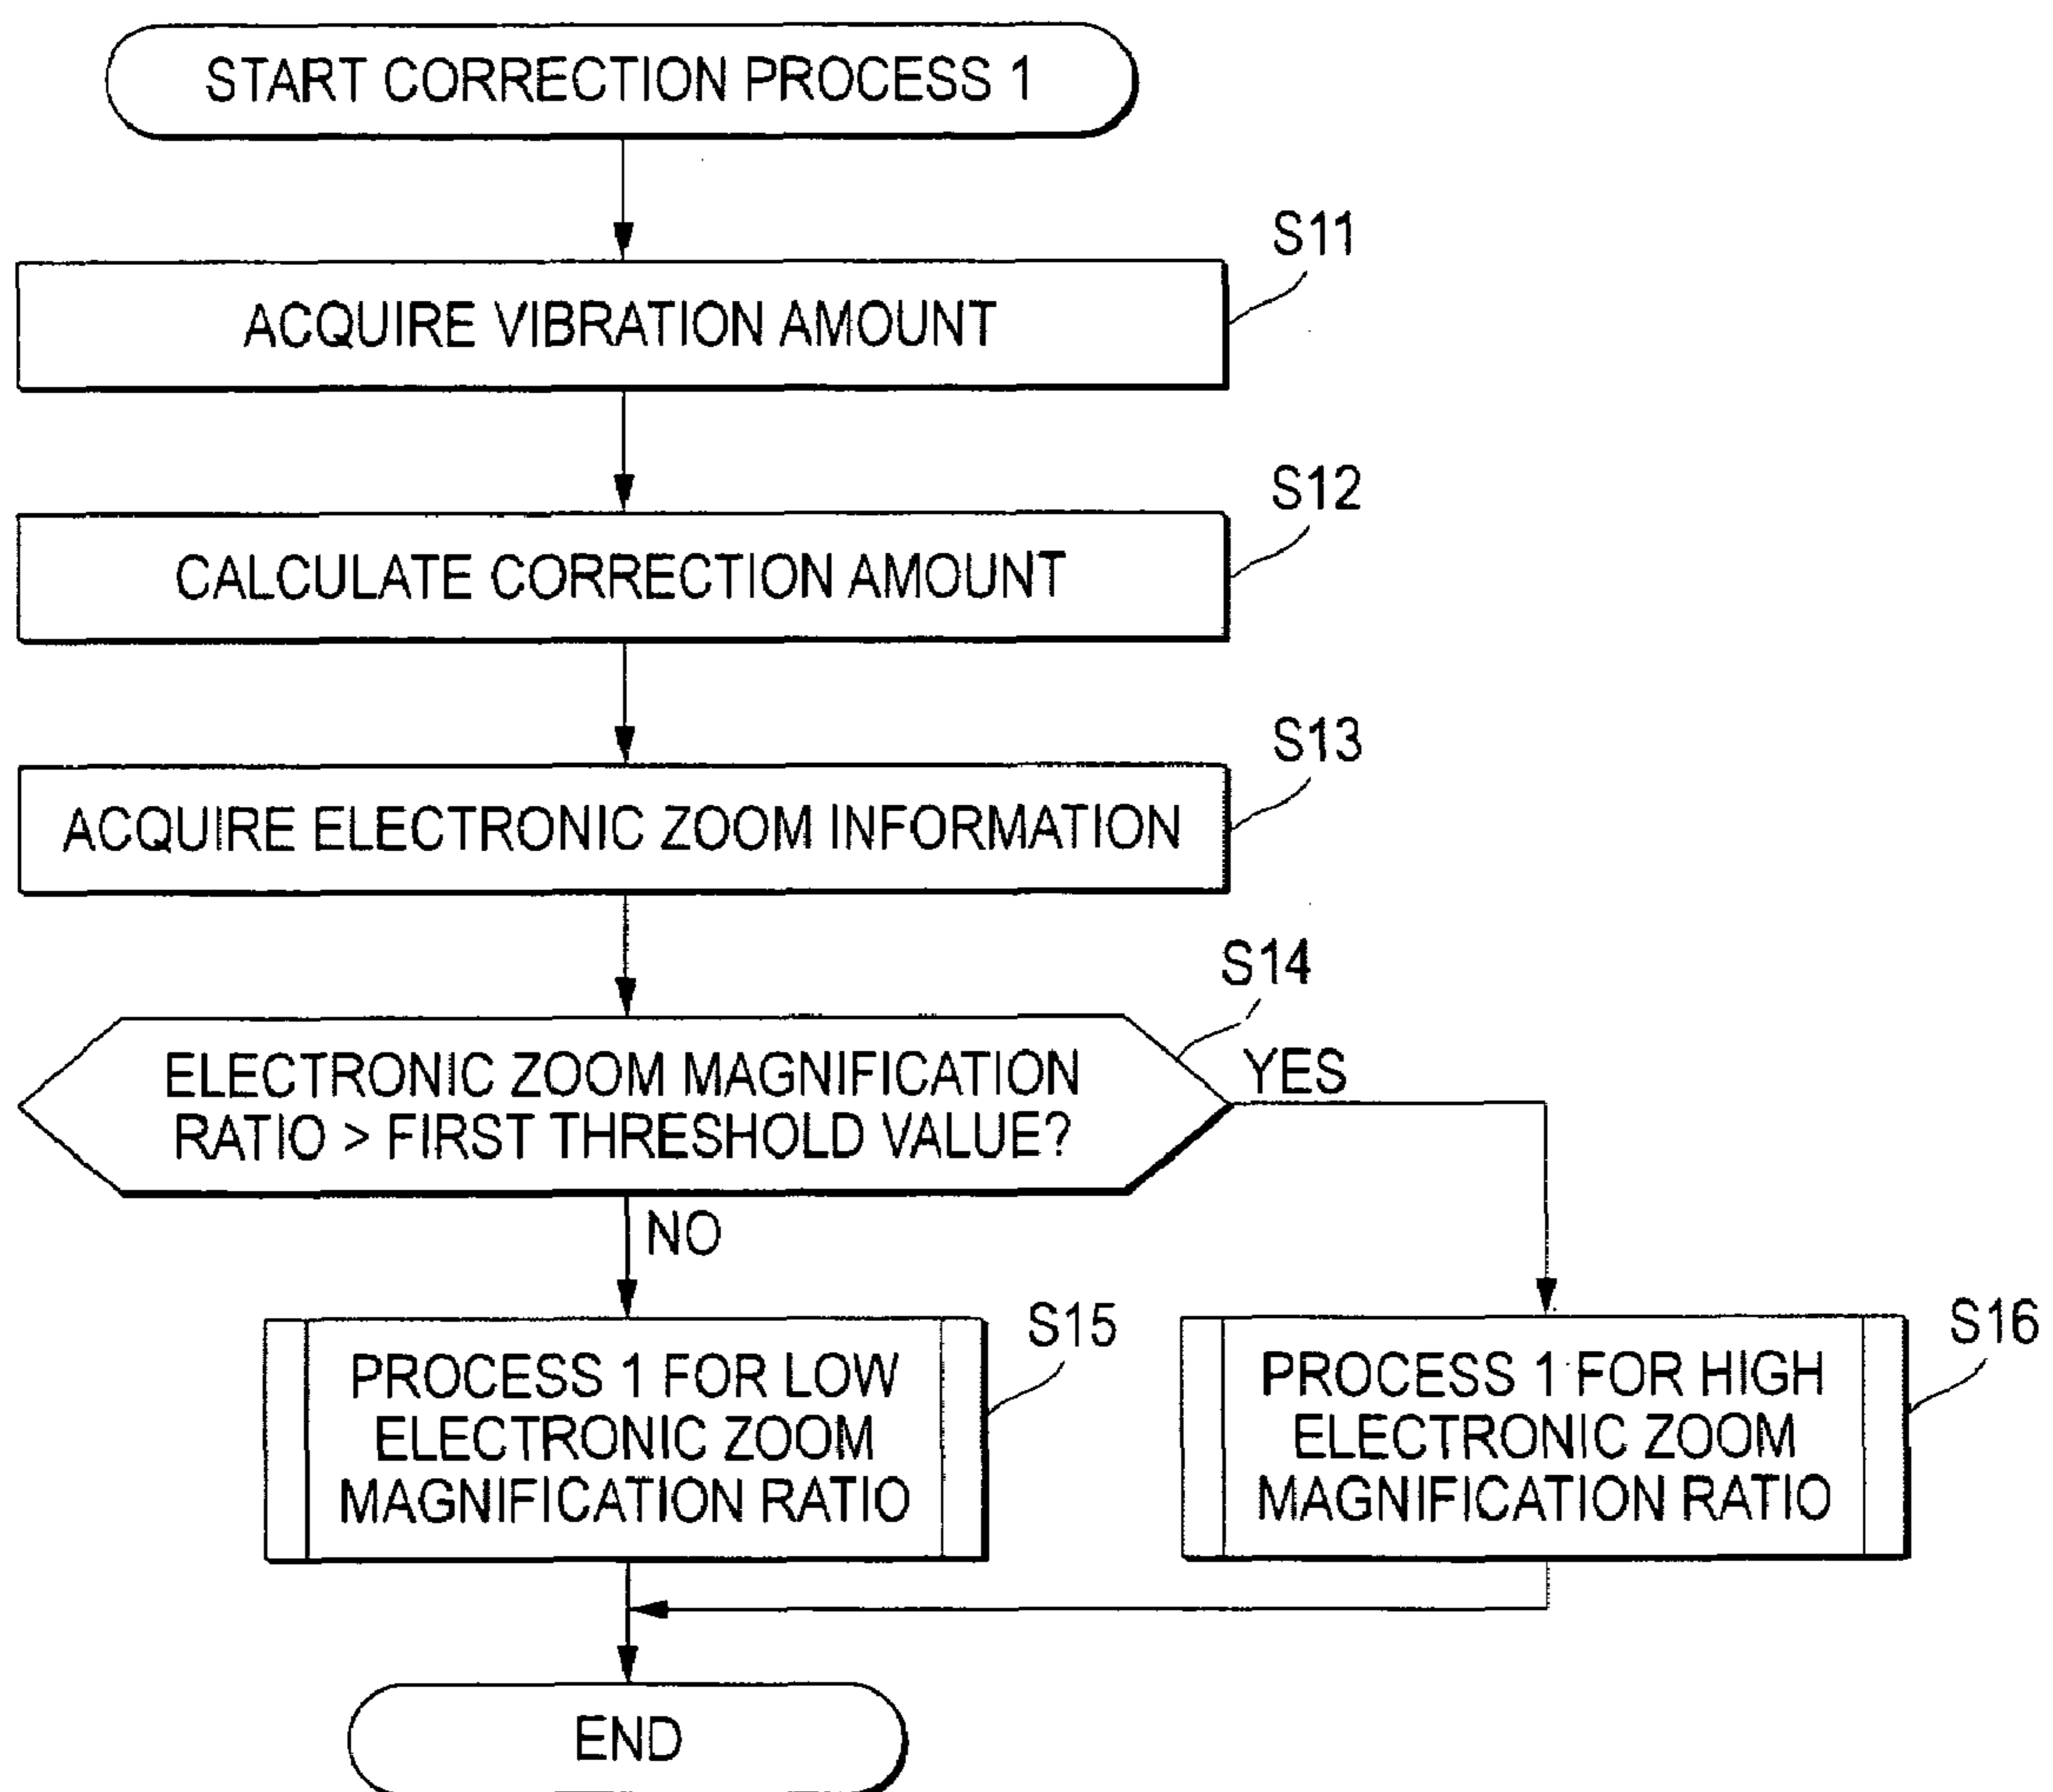 START CORRECTION PROCESS 1
S11
ACQUIRE VIBRATION AMOUNT
S12
CALCULATE CORRECTION AMOUNT
S13
ACQUIRE ELECTRONIC ZOOM INFORMATION
S14
ELECTRONIC ZOOM MAGNIFICATION
RATIO > FIRST THRESHOLD VALUE?
YES
NO
S15
PROCESS 1 FOR LOW
ELECTRONIC ZOOM
MAGNIFICATION RATIO
S16
PROCESS 1 FOR HIGH
ELECTRONIC ZOOM
MAGNIFICATION RATIO
END